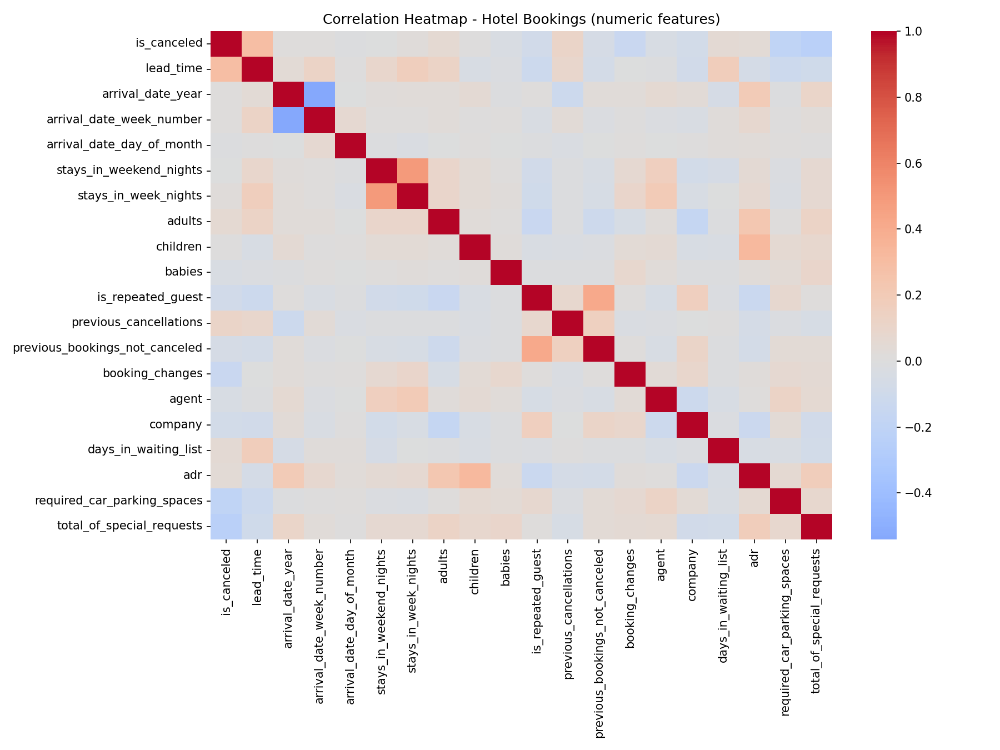 Correlation Heatmap - Hotel Bookings (numeric features)
is_canceled
lead_time
arrival_date_year
arrival_date_week_number
arrival_date_day_of_month
stays_in_weekend_nights
stays_in_week_nights
adults
children
babies
is_repeated_guest
previous_cancellations
previous_bookings_not_canceled
booking_changes
agent
company
days_in_waiting_list
adr
required_car_parking_spaces
total_of_special_requests
is_canceled
lead_time
arrival_date_year
arrival_date_week_number
arrival_date_day_of_month
stays_in_weekend_nights
stays_in_week_nights
adults
children
babies
is_repeated_guest
previous_cancellations
previous_bookings_not_canceled
booking_changes
agent
company
days_in_waiting_list
adr
required_car_parking_spaces
total_of_special_requests
1.0
0.8
0.6
0.4
0.2
0.0
−0.2
−0.4